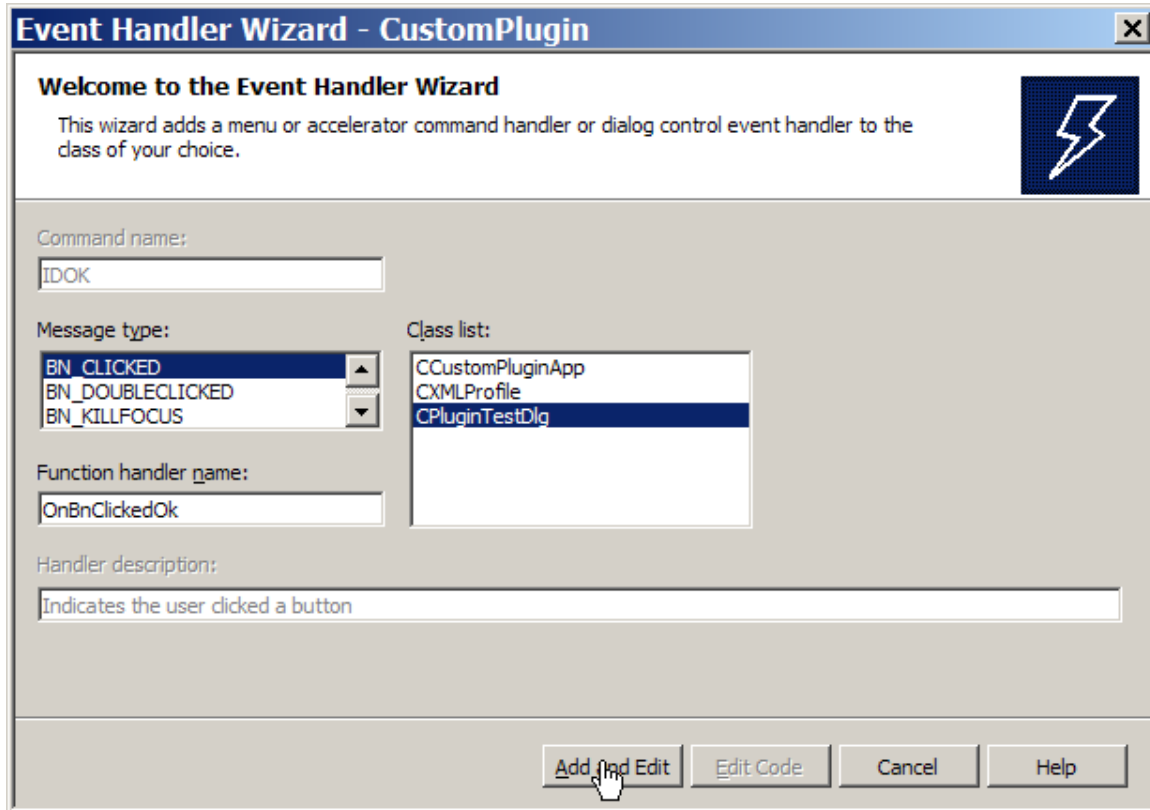 Event Handler Wizard - CustomPlugin
Welcome to the Event Handler Wizard
This wizard adds a menu or accelerator command handler or dialog control event handler to the
class of your choice.
Command name:
IDOK
Message type:
BN_CLICKED
BN_DOUBLECLICKED
BN_KILLFOCUS
Class list:
CCustomPluginApp
CXMLProfile
CPluginTestDlg
Function handler name:
OnBnClickedOk
Handler description:
Indicates the user clicked a button
Add and Edit
Edit Code
Cancel
Help